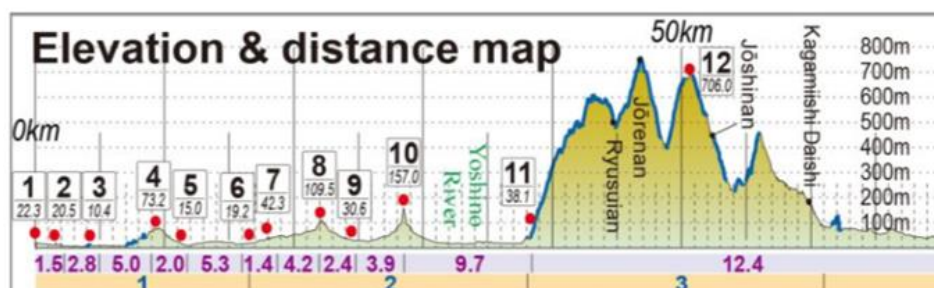 Elevation & distance map
50km
0km
800m
700m
600m
500m
400m
300m
200m
100m
1
22.3
2
20.5
3
10.4
4
73.2
5
15.0
6
19.2
7
42.3
8
109.5
9
30.6
10
157.0
Yoshino
River
11
38.1
Ryusuian
Jōrenan
12
706.0
Jōshinan
Kagamiishi Daishi
1.5 2.8 5.0 2.0 5.3 1.4 4.2 2.4 3.9 9.7 12.4
1 2 3